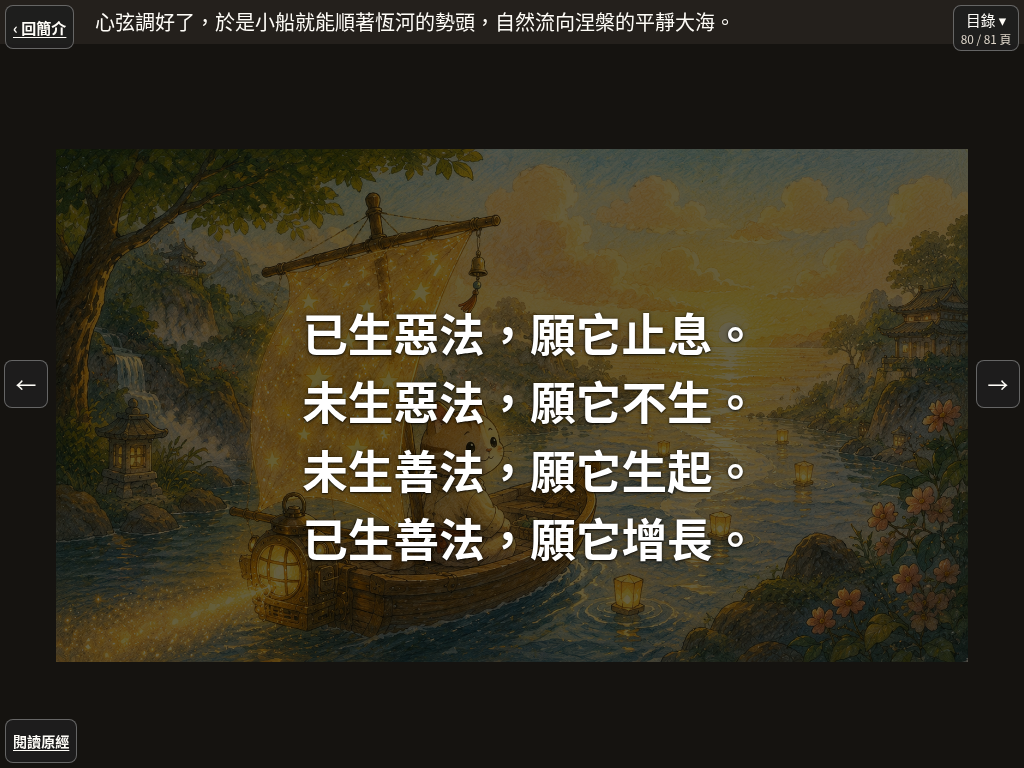 ‹ 回簡介
心弦調好了，於是小船就能順著恆河的勢頭，自然流向涅槃的平靜大海。
目錄 ▾
80 / 81 頁
已生惡法，願它止息。
未生惡法，願它不生。
←
→
未生善法，願它生起。
已生善法，願它增長。
閱讀原經